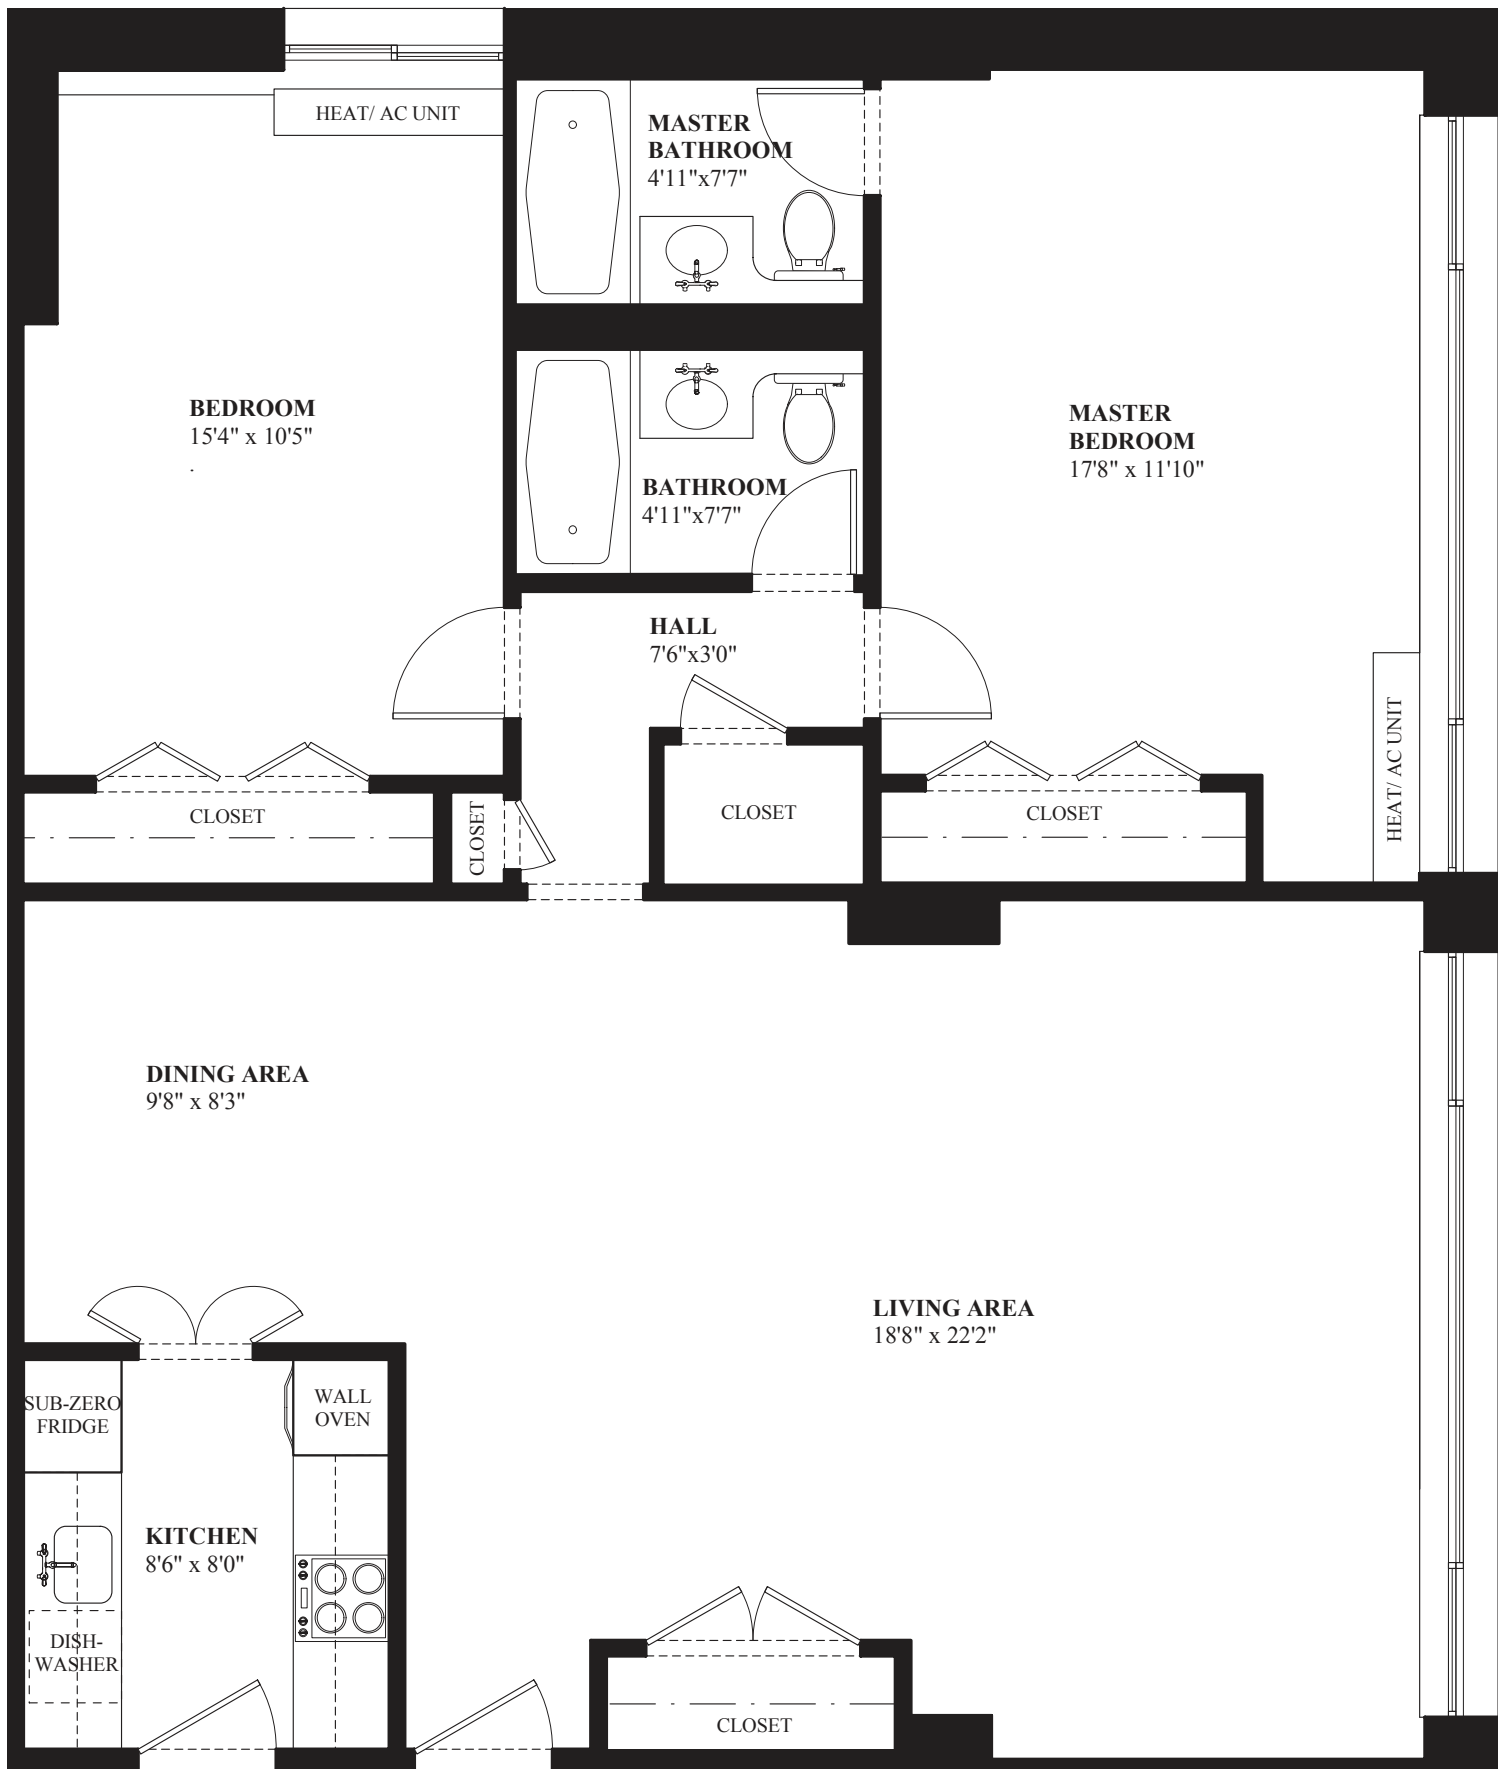 HEAT/ AC UNIT
MASTER
BATHROOM
4'11"x7'7"
BEDROOM
15'4" x 10'5"
.
MASTER
BEDROOM
17'8" x 11'10"
BATHROOM
4'11"x7'7"
HALL
7'6"x3'0"
HEAT/ AC UNIT
CLOSET
CLOSET
CLOSET
CLOSET
DINING AREA
9'8" x 8'3"
LIVING AREA
18'8" x 22'2"
SUB-ZERO
FRIDGE
WALL
OVEN
KITCHEN
8'6" x 8'0"
DISH-
WASHER
CLOSET